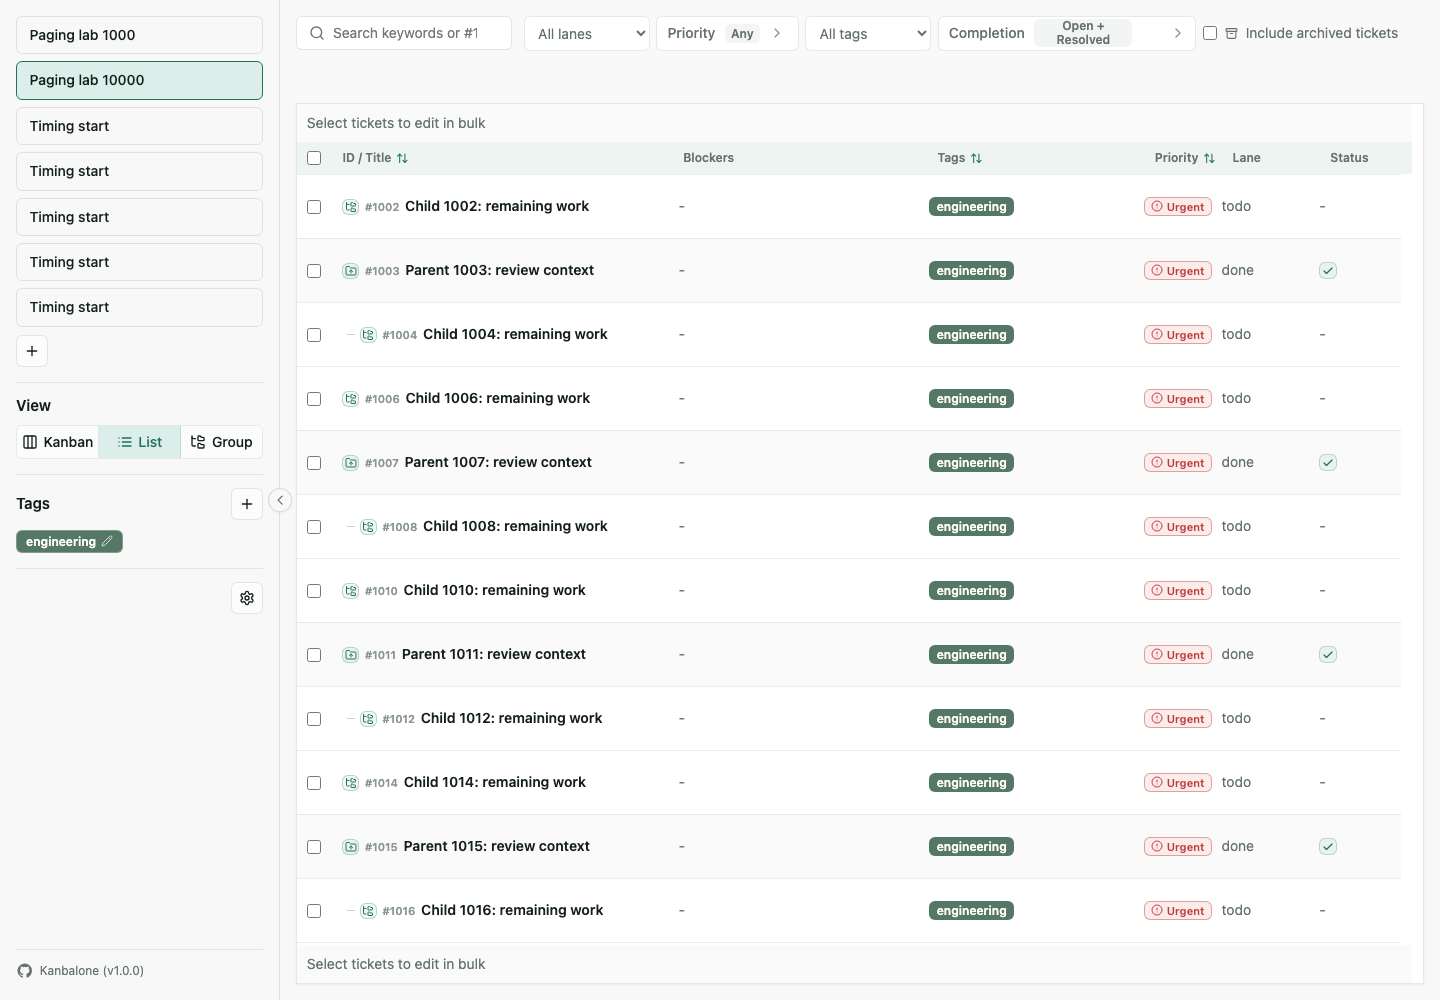 Paging lab 1000
Paging lab 10000
Timing start
Timing start
Timing start
Timing start
Timing start
View
Kanban List Group
Tags
engineering
Kanbalone (v1.0.0)
Search keywords or #1 All lanes Priority Any All tags Completion Open + Resolved Include archived tickets
Select tickets to edit in bulk
ID / Title Blockers Tags Priority Lane Status
#1002 Child 1002: remaining work - engineering Urgent todo -
#1003 Parent 1003: review context - engineering Urgent done
#1004 Child 1004: remaining work - engineering Urgent todo -
#1006 Child 1006: remaining work - engineering Urgent todo -
#1007 Parent 1007: review context - engineering Urgent done
#1008 Child 1008: remaining work - engineering Urgent todo -
#1010 Child 1010: remaining work - engineering Urgent todo -
#1011 Parent 1011: review context - engineering Urgent done
#1012 Child 1012: remaining work - engineering Urgent todo -
#1014 Child 1014: remaining work - engineering Urgent todo -
#1015 Parent 1015: review context - engineering Urgent done
#1016 Child 1016: remaining work - engineering Urgent todo -
Select tickets to edit in bulk